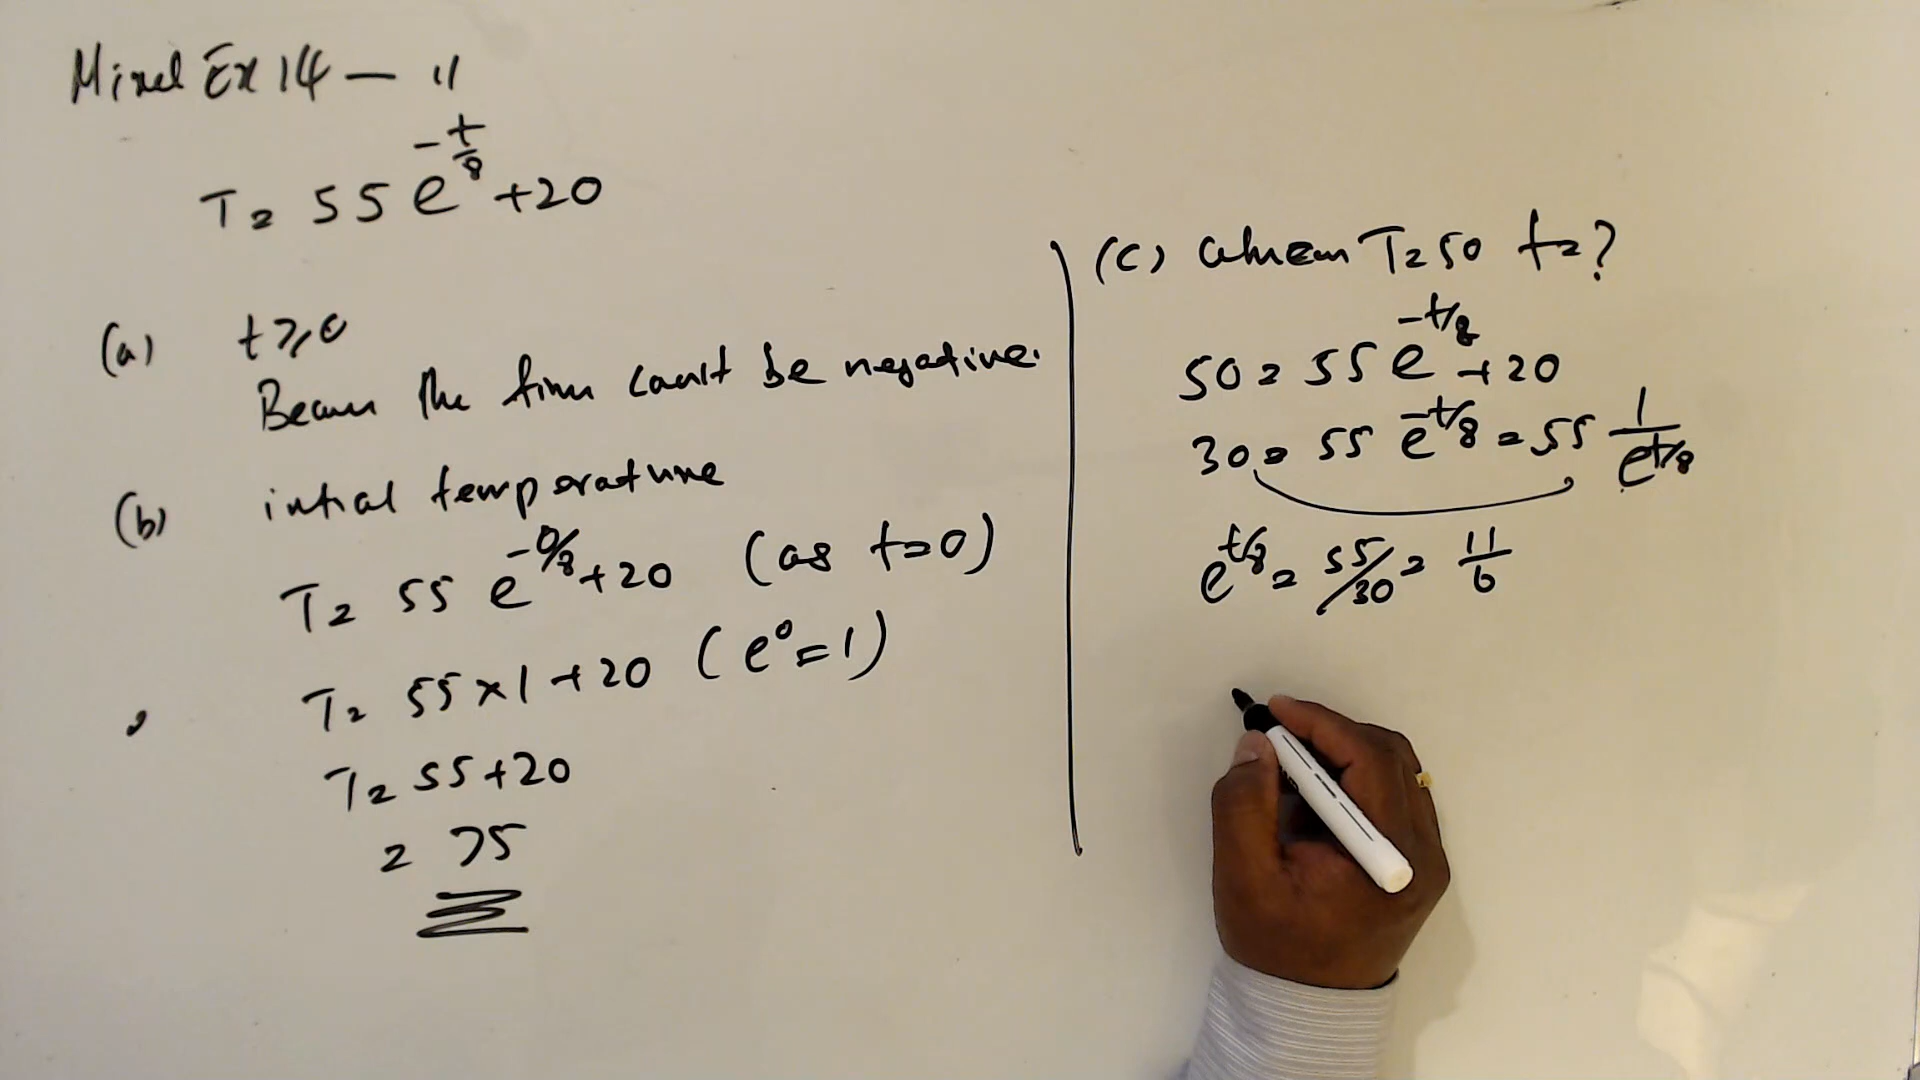 Mixed Ex 14 - 11
T = 55 e^{-t/8} + 20
(a) t ≥ 0
the time can't be negative.
(b) intial temperature
T = 55 e^{-0/8} + 20 (as t=0)
T = 55 × 1 + 20 (e^0 = 1)
T = 55 + 20
= 75
(c) when T = 50 t = ?
50 = 55 e^{-t/8} + 20
30 = 55 e^{-t/8} = 55 1/e^{t/8}
e^{t/8} = 55/30 = 11/6